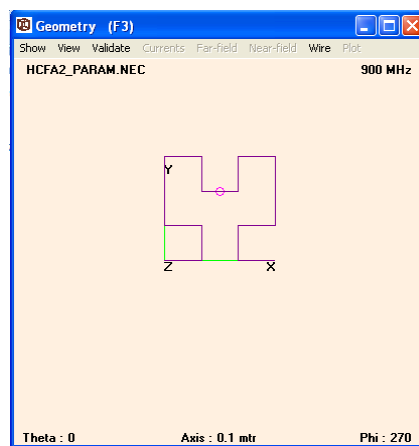 Geometry (F3)
Show View Validate Currents Far-field Near-field Wire Plot
HCFA2_PARAM.NEC 900 MHz
Y
Z X
Theta : 0 Axis : 0.1 mtr Phi : 270